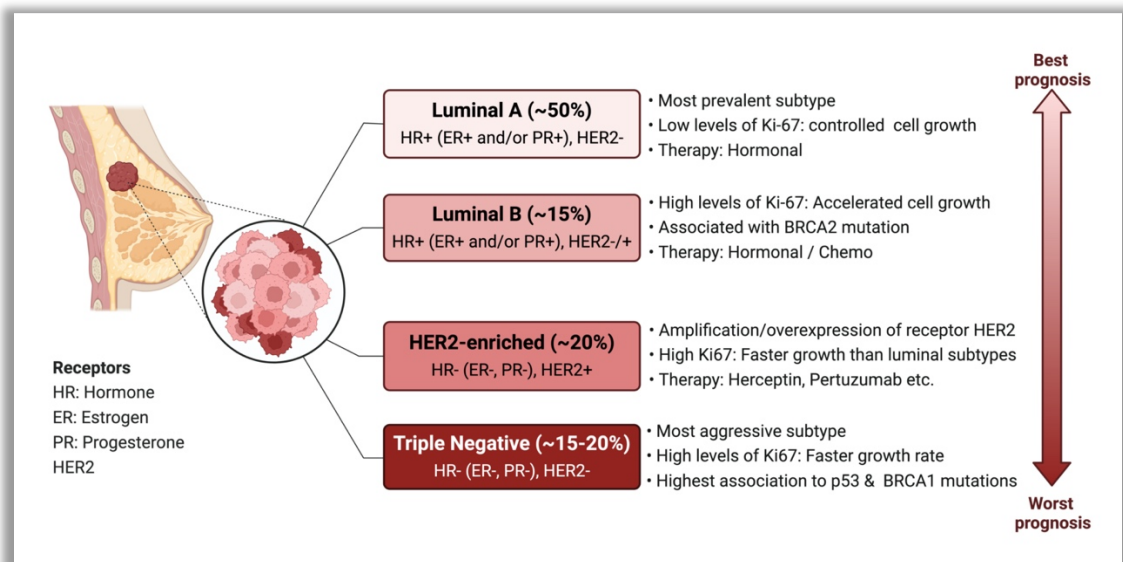 Best
prognosis
Luminal A (~50%)
HR+ (ER+ and/or PR+), HER2-
• Most prevalent subtype
• Low levels of Ki-67: controlled cell growth
• Therapy: Hormonal
Luminal B (~15%)
HR+ (ER+ and/or PR+), HER2-/+
• High levels of Ki-67: Accelerated cell growth
• Associated with BRCA2 mutation
• Therapy: Hormonal / Chemo
HER2-enriched (~20%)
HR- (ER-, PR-), HER2+
• Amplification/overexpression of receptor HER2
• High Ki67: Faster growth than luminal subtypes
• Therapy: Herceptin, Pertuzumab etc.
Triple Negative (~15-20%)
HR- (ER-, PR-), HER2-
• Most aggressive subtype
• High levels of Ki67: Faster growth rate
• Highest association to p53 & BRCA1 mutations
Worst
prognosis
Receptors
HR: Hormone
ER: Estrogen
PR: Progesterone
HER2